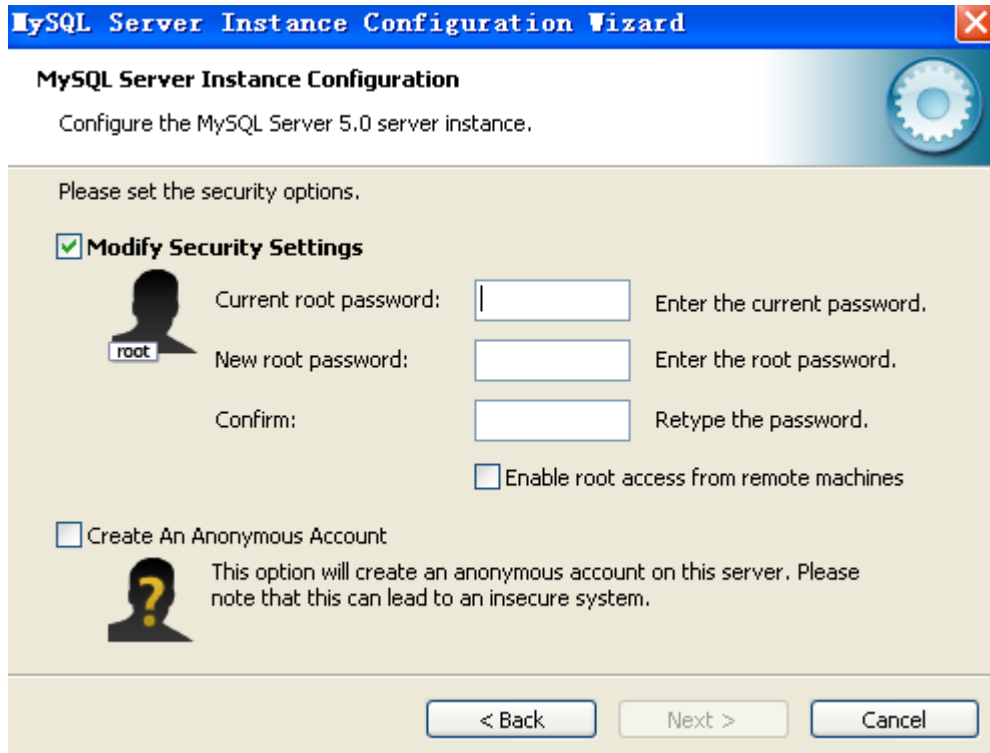 MySQL Server Instance Configuration Wizard
MySQL Server Instance Configuration
Configure the MySQL Server 5.0 server instance.
Please set the security options.
Modify Security Settings
root
Current root password:
Enter the current password.
New root password:
Enter the root password.
Confirm:
Retype the password.
Enable root access from remote machines
Create An Anonymous Account
This option will create an anonymous account on this server. Please
note that this can lead to an insecure system.
< Back
Next >
Cancel